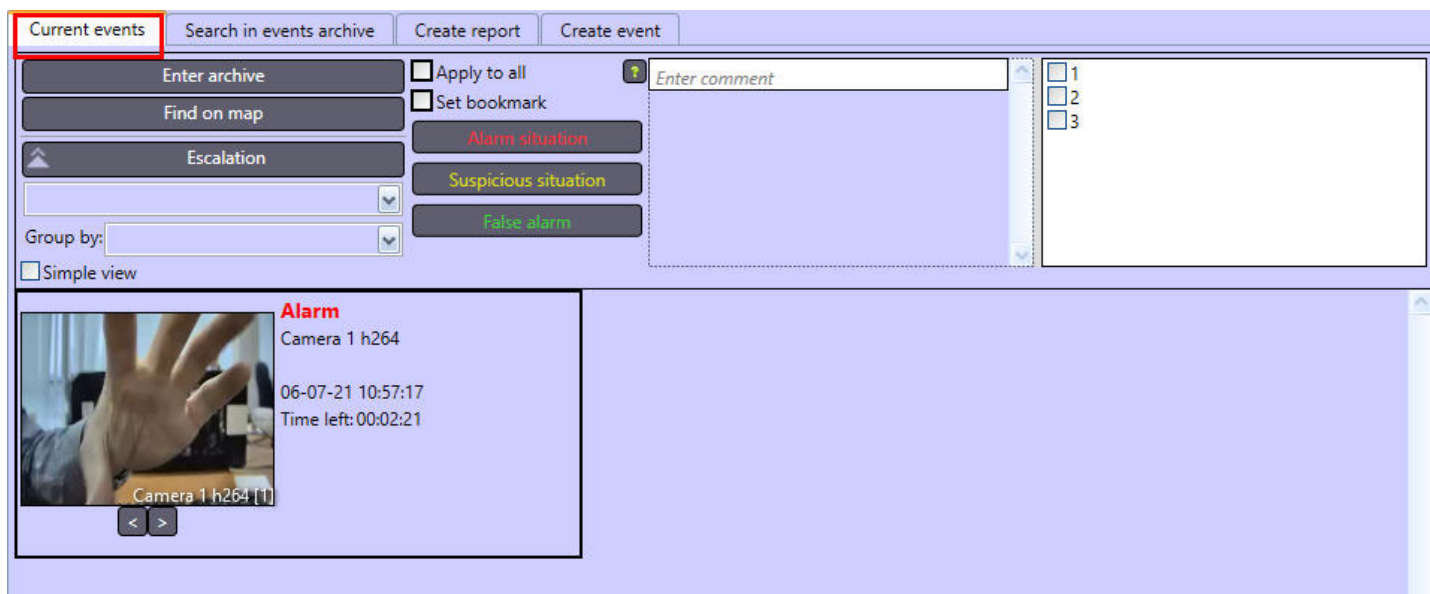 Current events
Search in events archive
Create report
Create event
Enter archive
Find on map
Escalation
Group by:
Simple view
Apply to all
?
Set bookmark
Alarm situation
Suspicious situation
False alarm
Enter comment
1
2
3
Alarm
Camera 1 h264
06-07-21 10:57:17
Time left: 00:02:21
Camera 1 h264 [1]
< >